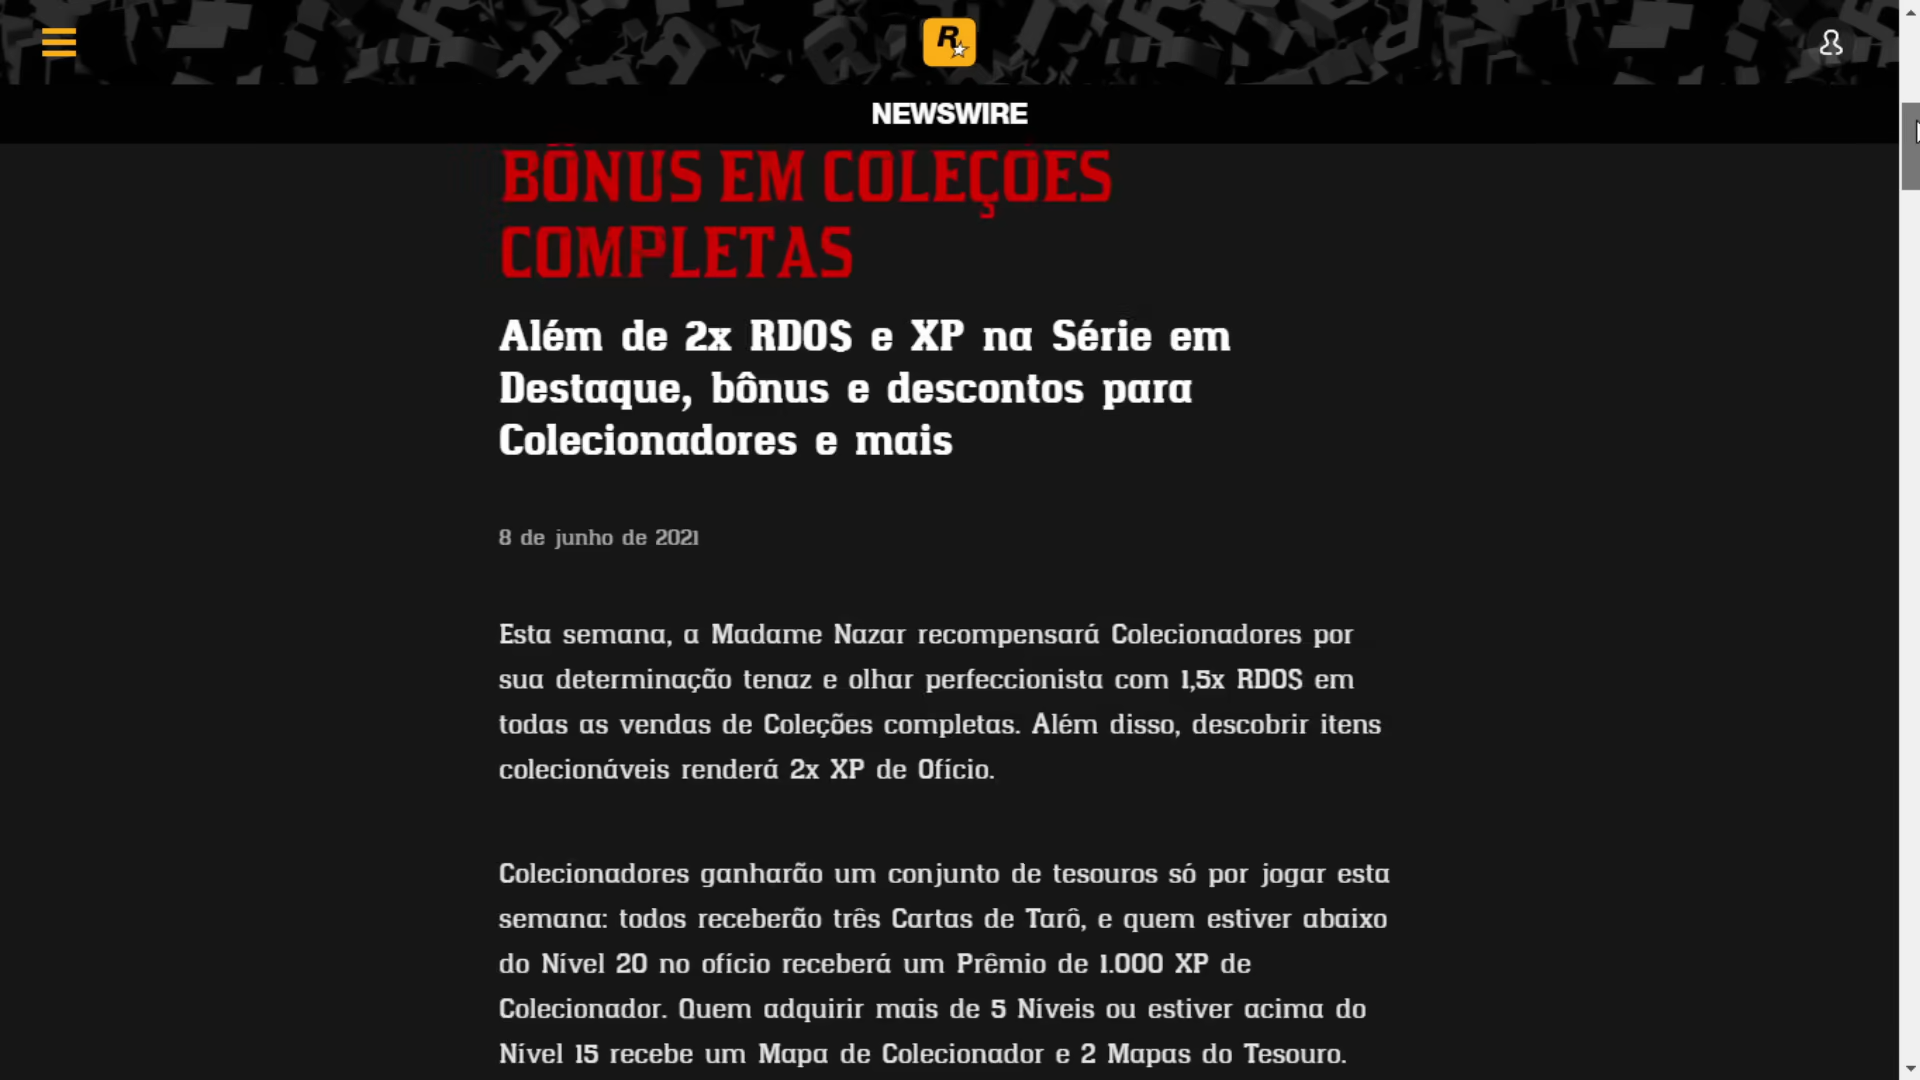 R
NEWSWIRE
BÔNUS EM COLEÇÕES
COMPLETAS
Além de 2x RDO$ e XP na Série em
Destaque, bônus e descontos para
Colecionadores e mais
8 de junho de 2021
Esta semana, a Madame Nazar recompensará Colecionadores por
sua determinação tenaz e olhar perfeccionista com 1,5x RDO$ em
todas as vendas de Coleções completas. Além disso, descobrir itens
colecionáveis renderá 2x XP de Ofício.
Colecionadores ganharão um conjunto de tesouros só por jogar esta
semana: todos receberão três Cartas de Tarô, e quem estiver abaixo
do Nível 20 no ofício receberá um Prêmio de 1.000 XP de
Colecionador. Quem adquirir mais de 5 Níveis ou estiver acima do
Nível 15 recebe um Mapa de Colecionador e 2 Mapas do Tesouro.